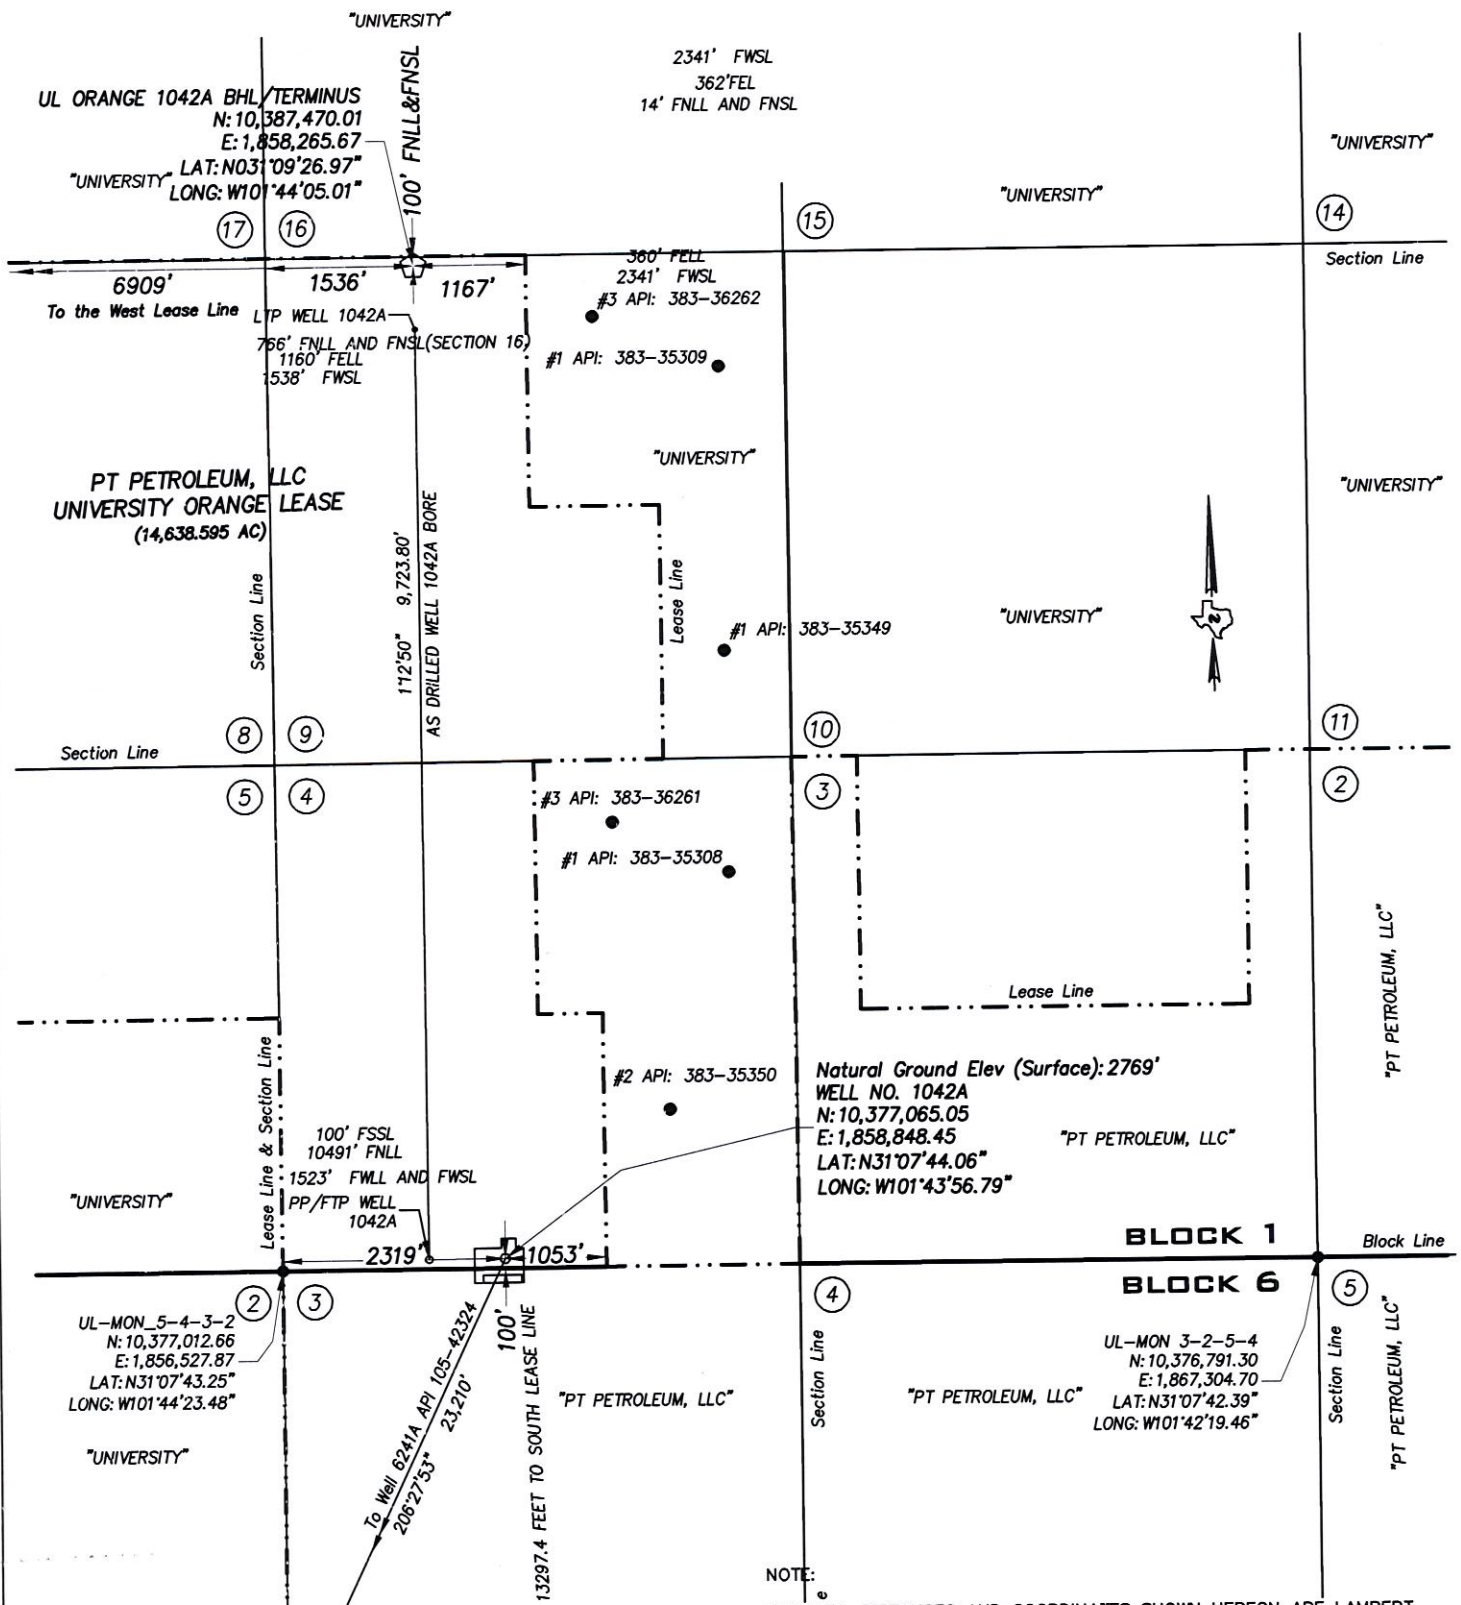 "UNIVERSITY"
2341' FWSL
362'FEL
14' FNLL AND FNSL
UL ORANGE 1042A BHL/TERMINUS
N: 10,387,470.01
E: 1,858,265.67
LAT: N031°09'26.97"
LONG: W101°44'05.01"
100' FNLL&FNSL
"UNIVERSITY"
"UNIVERSITY"
"UNIVERSITY"
17
16
15
14
Section Line
6909'
To the West Lease Line
1536'
1167'
360' FELL
2341' FWSL
#3 API: 383-36262
LTP WELL 1042A
766' FNLL AND FNSL(SECTION 16)
1160' FELL
1538' FWSL
#1 API: 383-35309
"UNIVERSITY"
PT PETROLEUM, LLC
UNIVERSITY ORANGE LEASE
(14,638.595 AC)
"UNIVERSITY"
1°12'50" 9,723.80'
AS DRILLED WELL 1042A BORE
Section Line
Lease Line
#1 API: 383-35349
"UNIVERSITY"
8
9
10
11
Section Line
5
4
3
2
#3 API: 383-36261
#1 API: 383-35308
Lease Line
"PT PETROLEUM, LLC"
Lease Line & Section Line
#2 API: 383-35350
Natural Ground Elev (Surface): 2769'
WELL NO. 1042A
N: 10,377,065.05
E: 1,858,848.45
LAT: N31°07'44.06"
LONG: W101°43'56.79"
"PT PETROLEUM, LLC"
100' FSSL
10491' FNLL
1523' FWLL AND FWSL
PP/FTP WELL
1042A
"UNIVERSITY"
2319'
1053'
BLOCK 1
Block Line
BLOCK 6
2
3
4
5
UL-MON_5-4-3-2
N: 10,377,012.66
E: 1,856,527.87
LAT: N31°07'43.25"
LONG: W101°44'23.48"
"UNIVERSITY"
To Well 6241A API 105-42324
206°27'53" 23,210'
100'
13297.4 FEET TO SOUTH LEASE LINE
"PT PETROLEUM, LLC"
Section Line
"PT PETROLEUM, LLC"
UL-MON 3-2-5-4
N: 10,376,791.30
E: 1,867,304.70
LAT: N31°07'42.39"
LONG: W101°42'19.46"
Section Line
"PT PETROLEUM, LLC"
NOTE:
e
AND COORDINATES SHOWN HEREON ARE LAMBERT